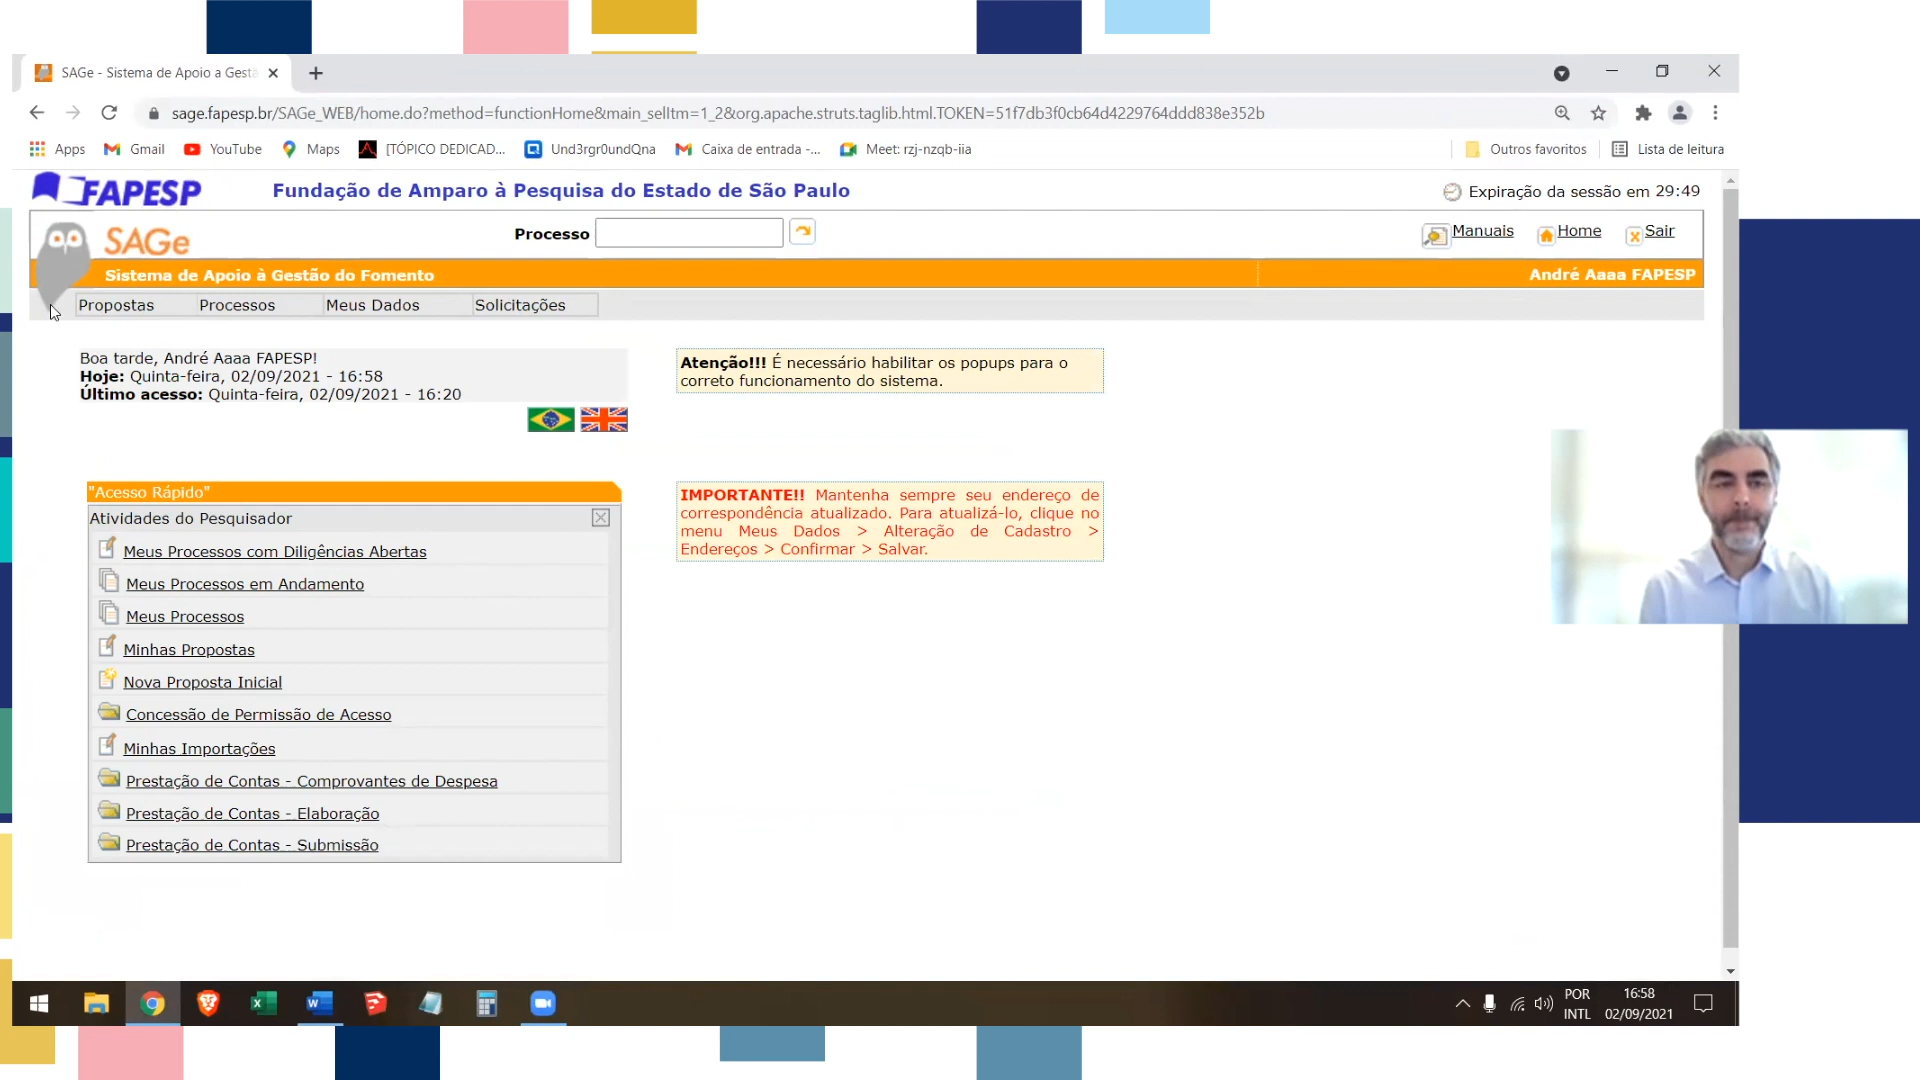 SAGe - Sistema de Apoio a Gestã
sage.fapesp.br/SAGe_WEB/home.do?method=functionHome&main_selItm=1_2&org.apache.struts.taglib.html.TOKEN=51f7db3f0cb64d4229764ddd838e352b
Apps Gmail YouTube Maps [TÓPICO DEDICAD... Und3rgr0undQna Caixa de entrada -... Meet: rzj-nzqb-iia Outros favoritos Lista de leitura
FAPESP Fundação de Amparo à Pesquisa do Estado de São Paulo Expiração da sessão em 29:49
SAGe Processo Manuais Home Sair
Sistema de Apoio à Gestão do Fomento André Aaaa FAPESP
Propostas Processos Meus Dados Solicitações
Boa tarde, André Aaaa FAPESP!
Hoje: Quinta-feira, 02/09/2021 - 16:58
Último acesso: Quinta-feira, 02/09/2021 - 16:20
Atenção!!! É necessário habilitar os popups para o
correto funcionamento do sistema.
"Acesso Rápido"
Atividades do Pesquisador
Meus Processos com Diligências Abertas
Meus Processos em Andamento
Meus Processos
Minhas Propostas
Nova Proposta Inicial
Concessão de Permissão de Acesso
Minhas Importações
Prestação de Contas - Comprovantes de Despesa
Prestação de Contas - Elaboração
Prestação de Contas - Submissão
IMPORTANTE!! Mantenha sempre seu endereço de
correspondência atualizado. Para atualizá-lo, clique no
menu Meus Dados > Alteração de Cadastro >
Endereços > Confirmar > Salvar.
POR 16:58
INTL 02/09/2021